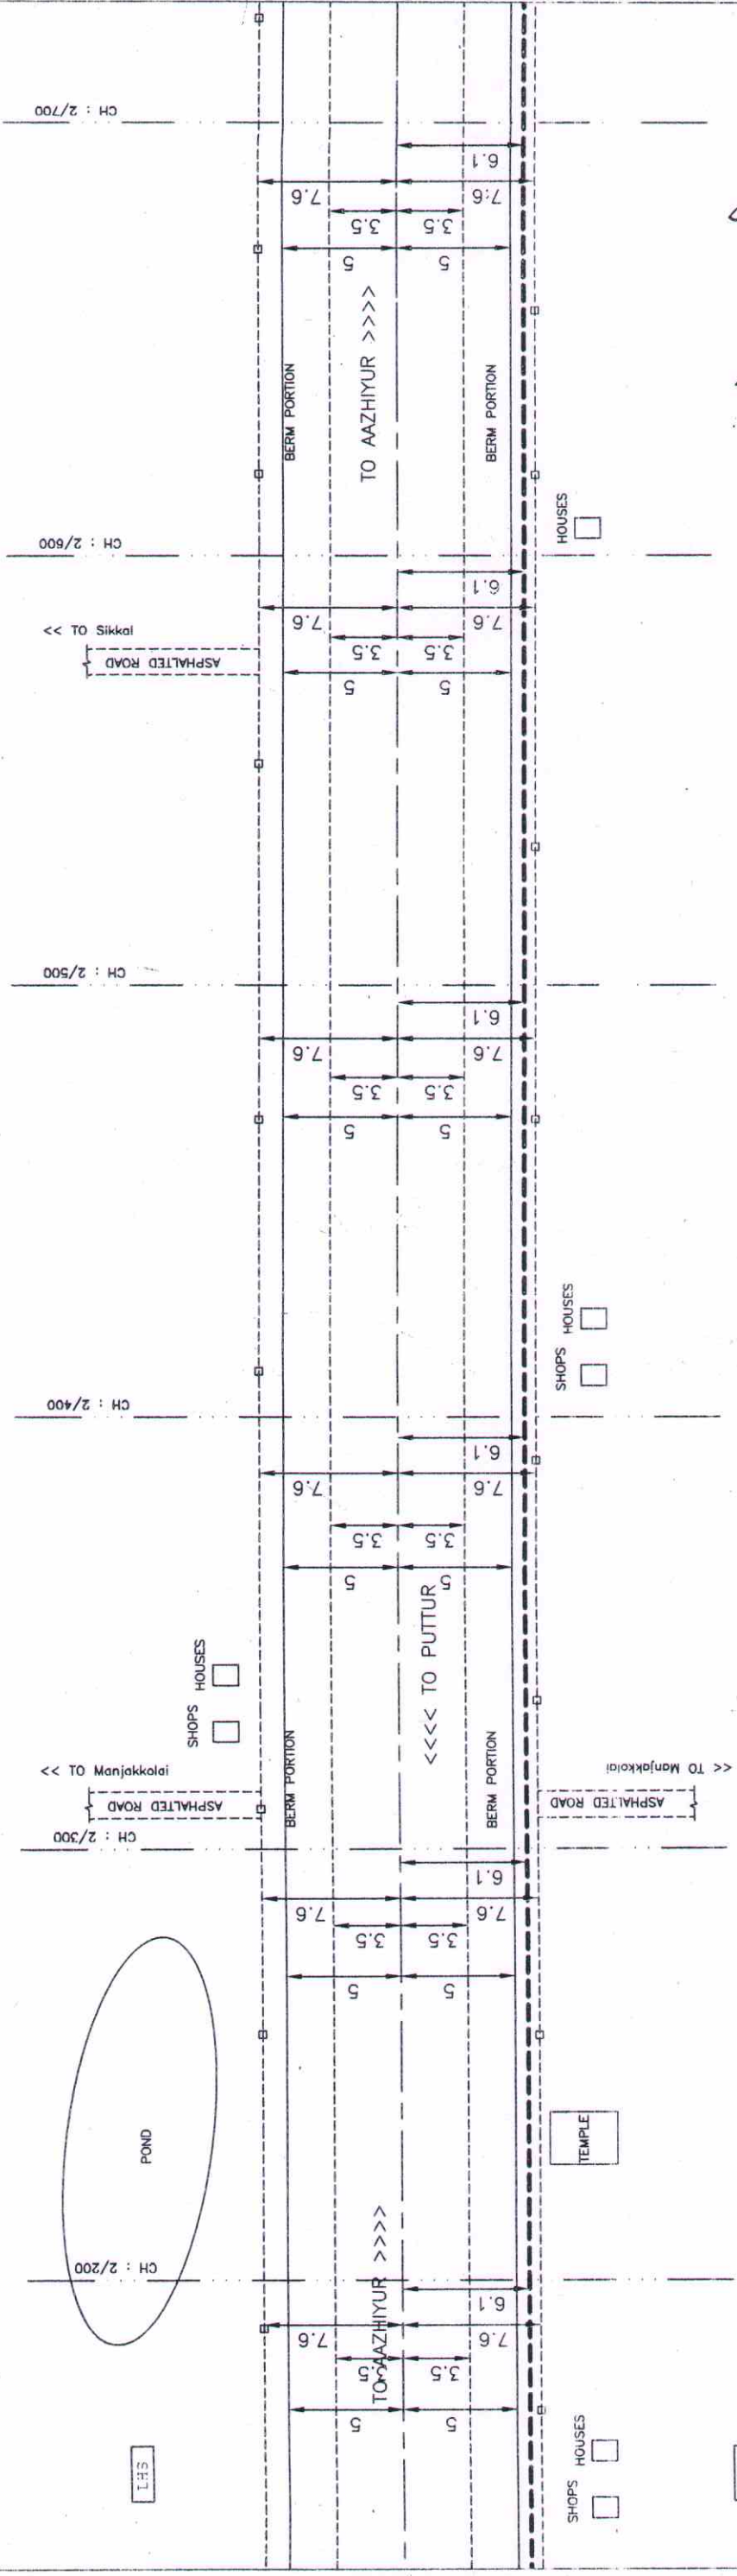 CH : 2/700
6.1
7.6
7.6
3.5
3.5
5
5
TO AAZHIYUR >>>>
BERM PORTION
BERM PORTION
HOUSES
CH : 2/600
6.1
7.6
7.6
<< TO Sikkal
3.5
3.5
ASPHALTED ROAD
5
5
CH : 2/500
6.1
7.6
7.6
3.5
3.5
5
5
HOUSES
SHOPS
CH : 2/400
6.1
7.6
7.6
3.5
3.5
5
5
<<<< TO PUTTUR
HOUSES
SHOPS
BERM PORTION
BERM PORTION
<< TO Manjakkolai
<< TO Manjakkolai
ASPHALTED ROAD
ASPHALTED ROAD
CH : 2/300
6.1
7.6
7.6
3.5
3.5
5
5
POND
TEMPLE
CH : 2/200
TO AAZHIYUR >>>>
6.1
7.6
7.6
3.5
3.5
5
5
LHS
HOUSES
SHOPS